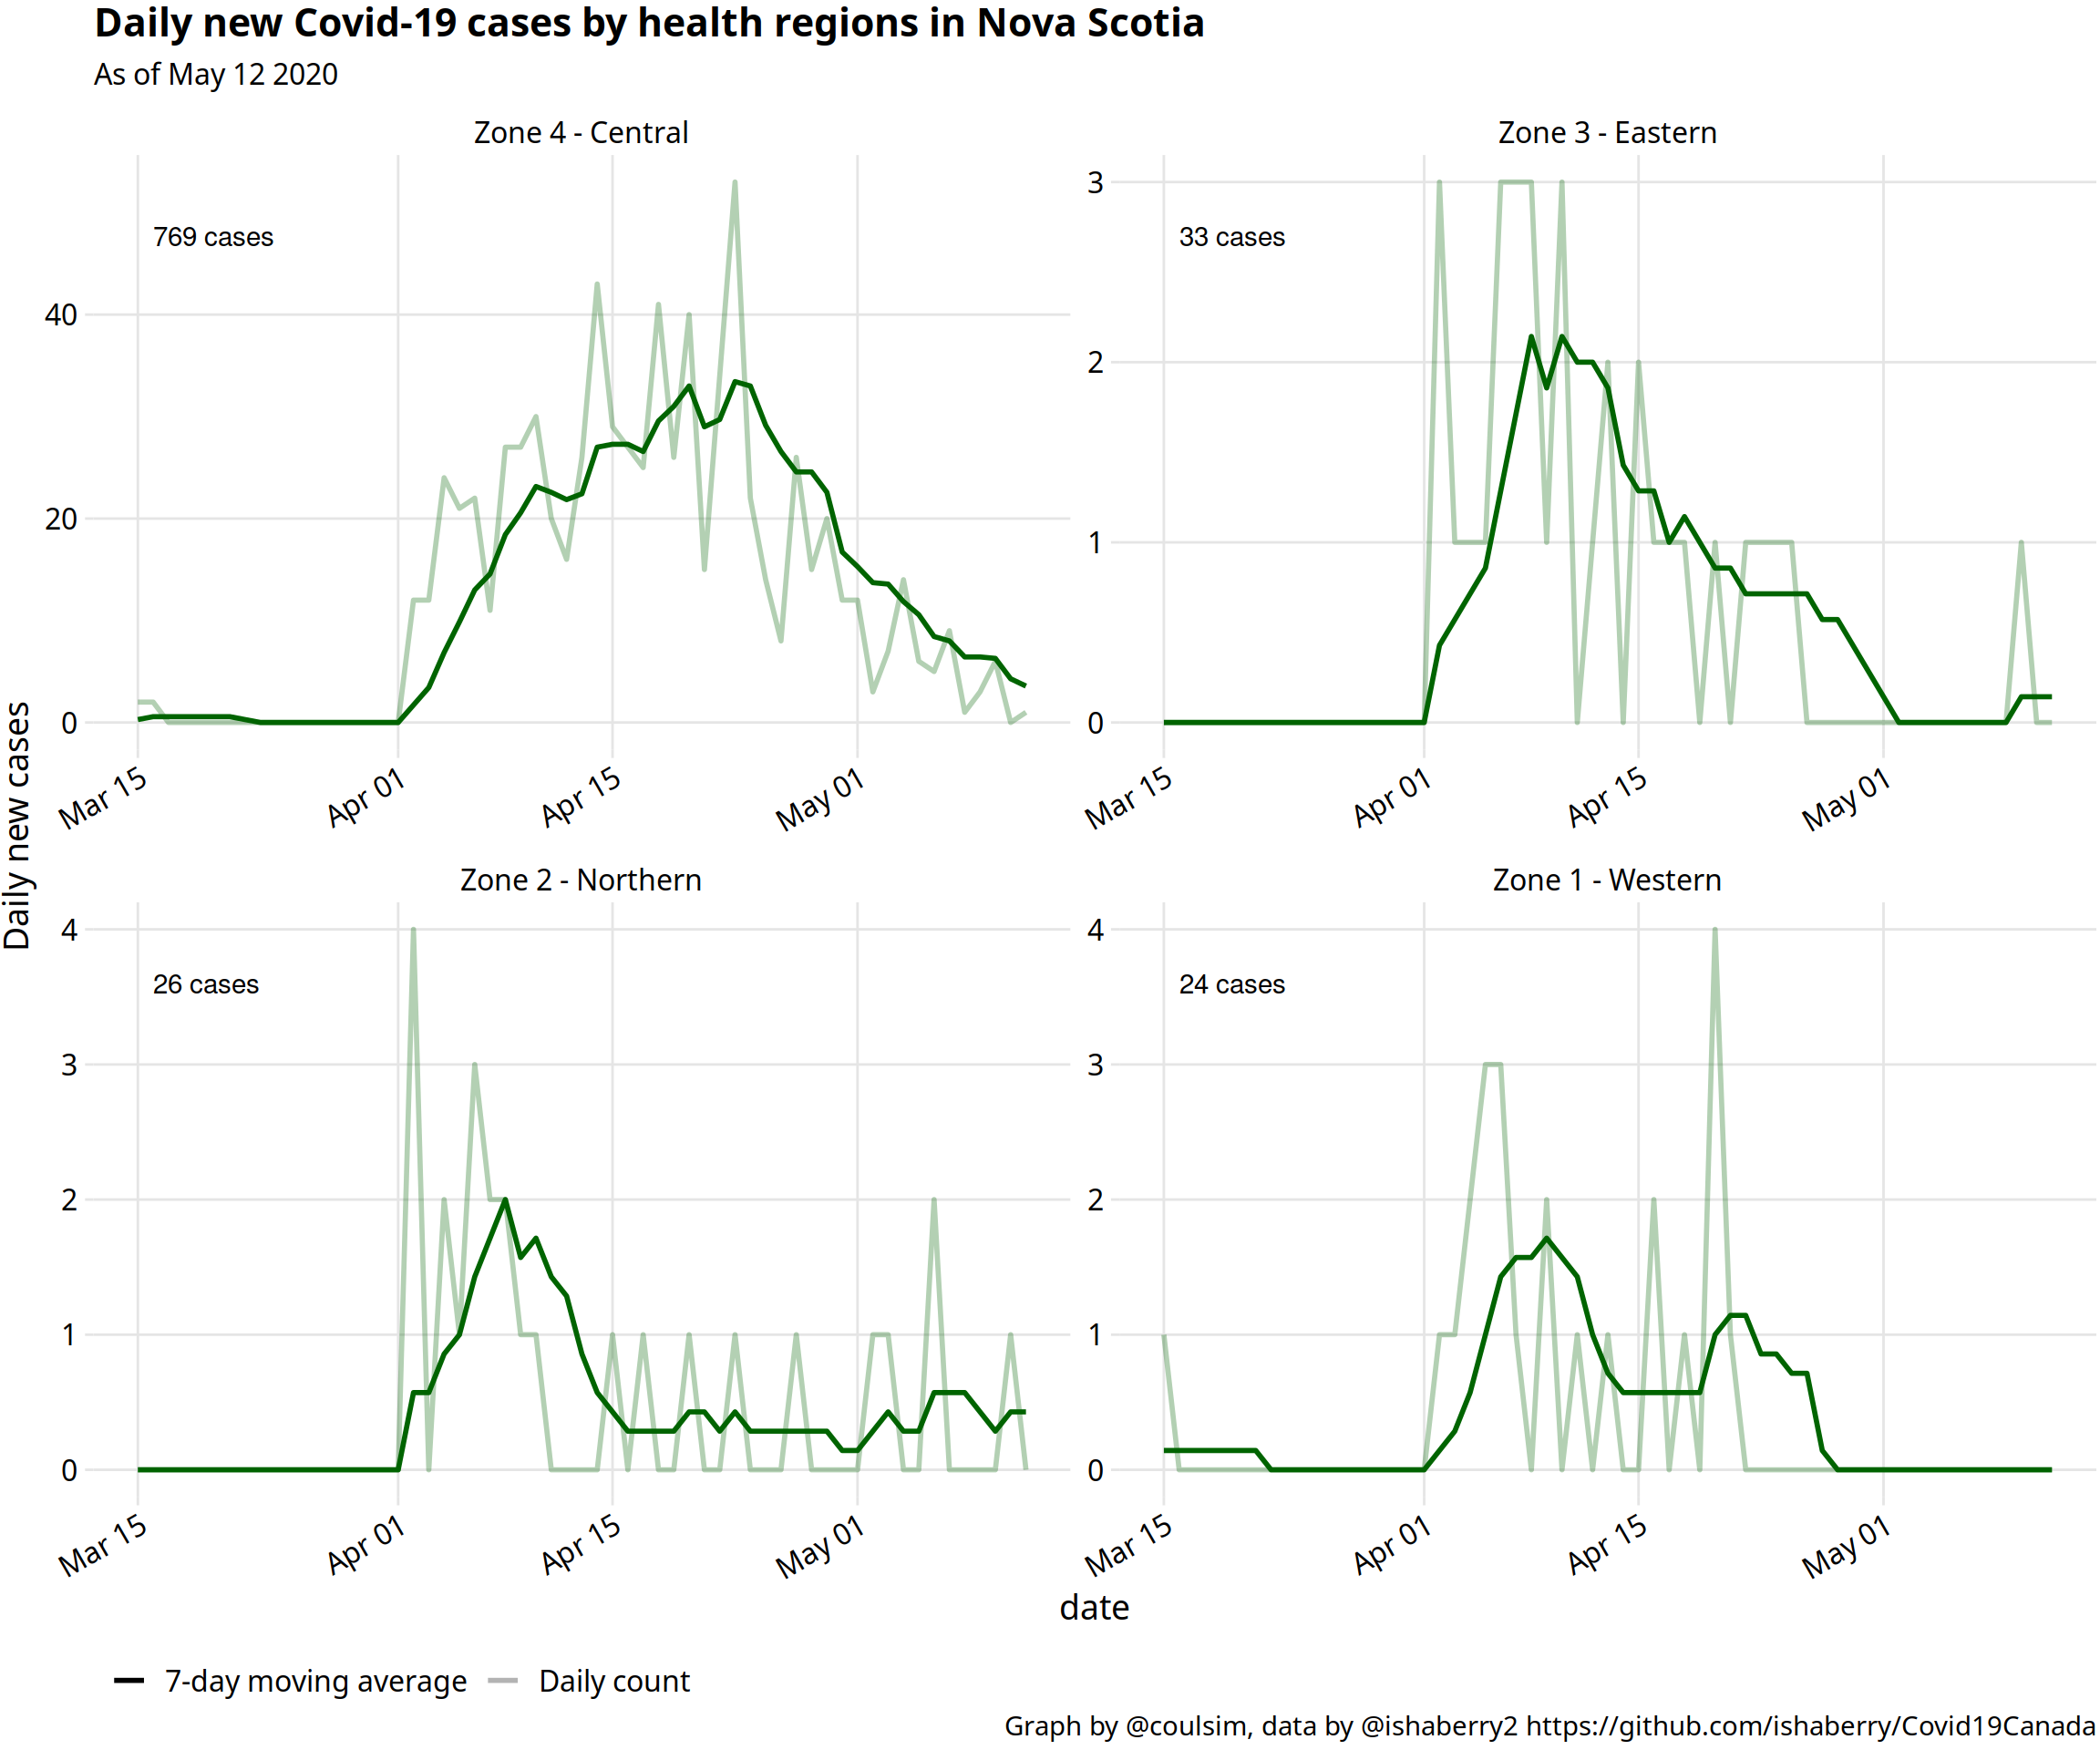 Daily new Covid-19 cases by health regions in Nova Scotia
As of May 12 2020
Zone 4 - Central
769 cases
40
20
0
Mar 15
Apr 01
Apr 15
May 01
Zone 3 - Eastern
33 cases
3
2
1
0
Mar 15
Apr 01
Apr 15
May 01
Daily new cases
Zone 2 - Northern
26 cases
4
3
2
1
0
Mar 15
Apr 01
Apr 15
May 01
Zone 1 - Western
24 cases
4
3
2
1
0
Mar 15
Apr 01
Apr 15
May 01
date
7-day moving average
Daily count
Graph by @coulsim, data by @ishaberry2 https://github.com/ishaberry/Covid19Canada